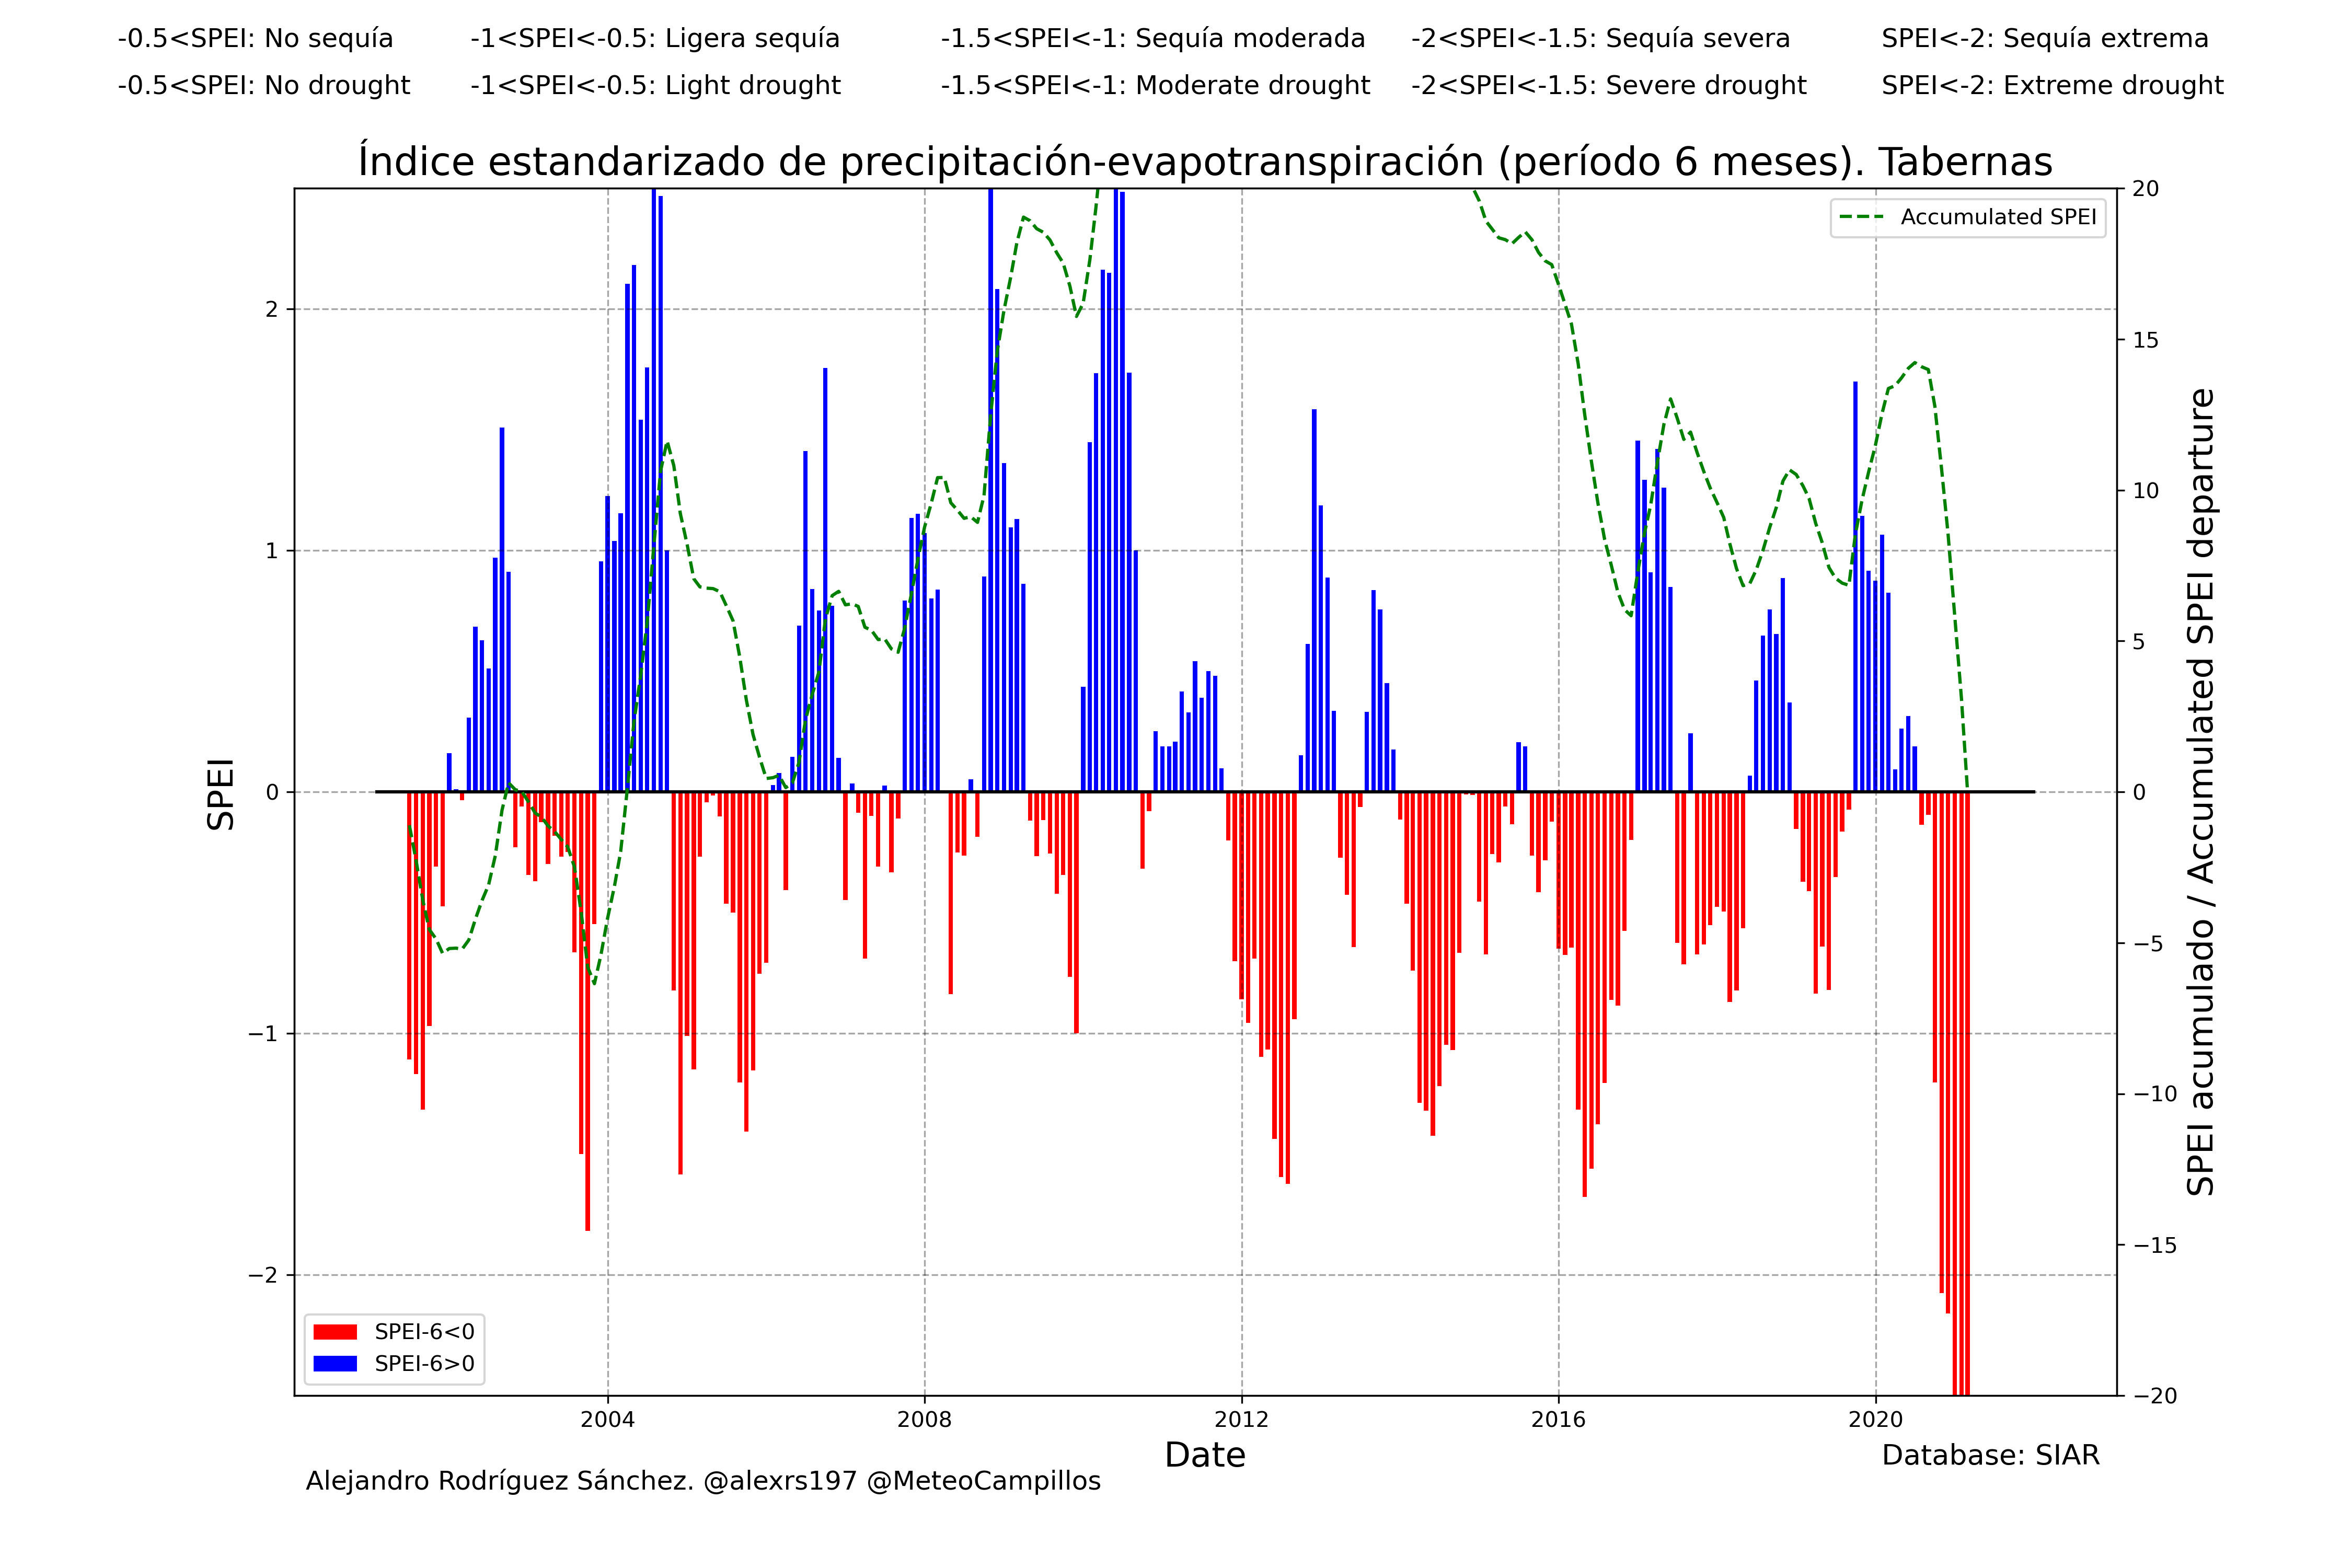 -0.5<SPEI: No sequía -1<SPEI<-0.5: Ligera sequía -1.5<SPEI<-1: Sequía moderada -2<SPEI<-1.5: Sequía severa SPEI<-2: Sequía extrema
-0.5<SPEI: No drought -1<SPEI<-0.5: Light drought -1.5<SPEI<-1: Moderate drought -2<SPEI<-1.5: Severe drought SPEI<-2: Extreme drought
Índice estandarizado de precipitación-evapotranspiración (período 6 meses). Tabernas
Accumulated SPEI
SPEI
2
1
0
−1
−2
20
15
10
5
0
−5
−10
−15
−20
SPEI acumulado / Accumulated SPEI departure
SPEI-6<0
SPEI-6>0
2004 2008 2012 2016 2020
Date
Database: SIAR
Alejandro Rodríguez Sánchez. @alexrs197 @MeteoCampillos